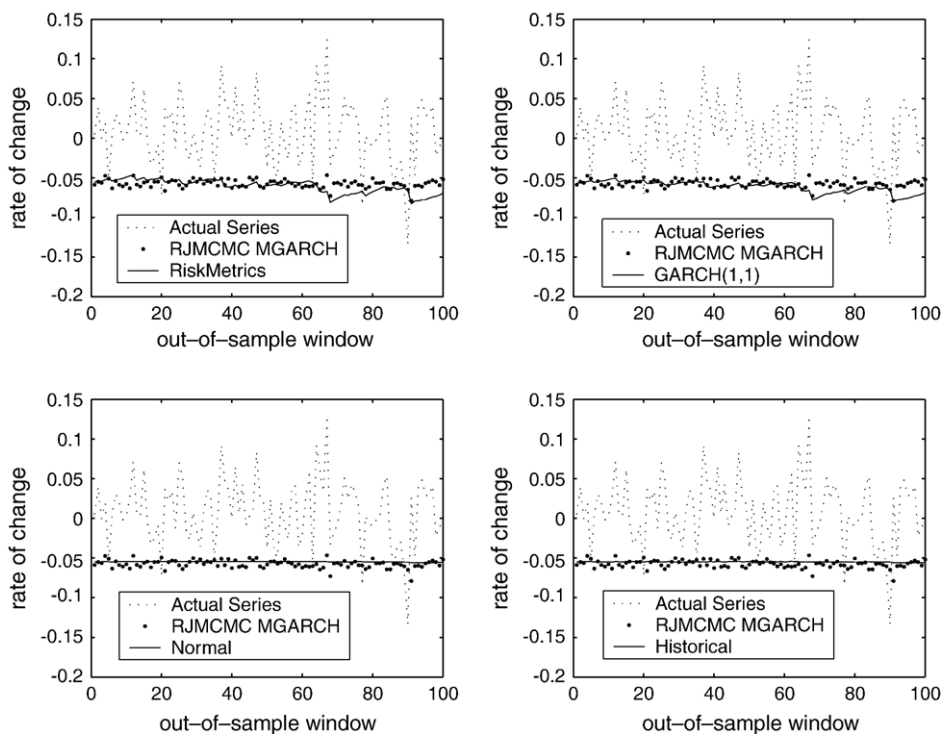 0.15
0.1
0.05
0
-0.05
-0.1
-0.15
-0.2
rate of change
Actual Series
RJMCMC MGARCH
RiskMetrics
0 20 40 60 80 100
out–of–sample window
0.15
0.1
0.05
0
-0.05
-0.1
-0.15
-0.2
rate of change
Actual Series
RJMCMC MGARCH
GARCH(1,1)
0 20 40 60 80 100
out–of–sample window
0.15
0.1
0.05
0
-0.05
-0.1
-0.15
-0.2
rate of change
Actual Series
RJMCMC MGARCH
Normal
0 20 40 60 80 100
out–of–sample window
0.15
0.1
0.05
0
-0.05
-0.1
-0.15
-0.2
rate of change
Actual Series
RJMCMC MGARCH
Historical
0 20 40 60 80 100
out–of–sample window